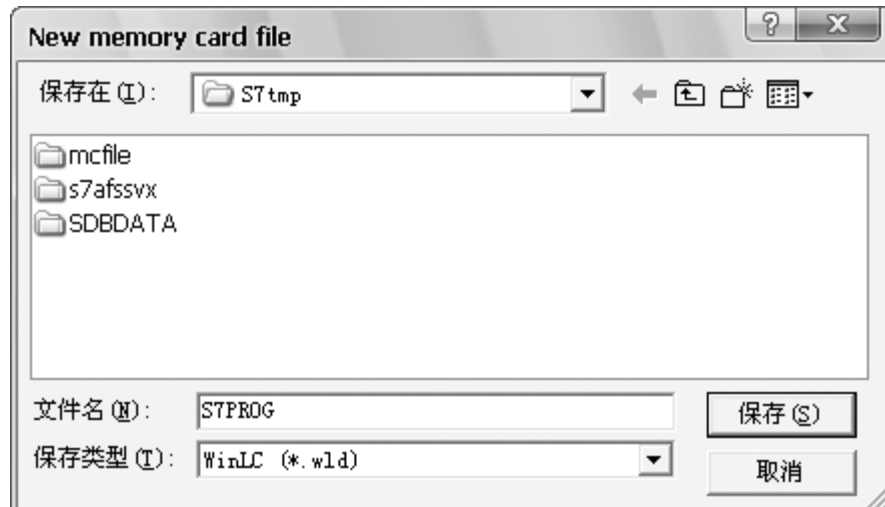 New memory card file
保存在(I):
S7tmp
mcfile
s7afssvx
SDBDATA
文件名(N):
S7PROG
保存(S)
保存类型(T):
WinLC (*.wld)
取消